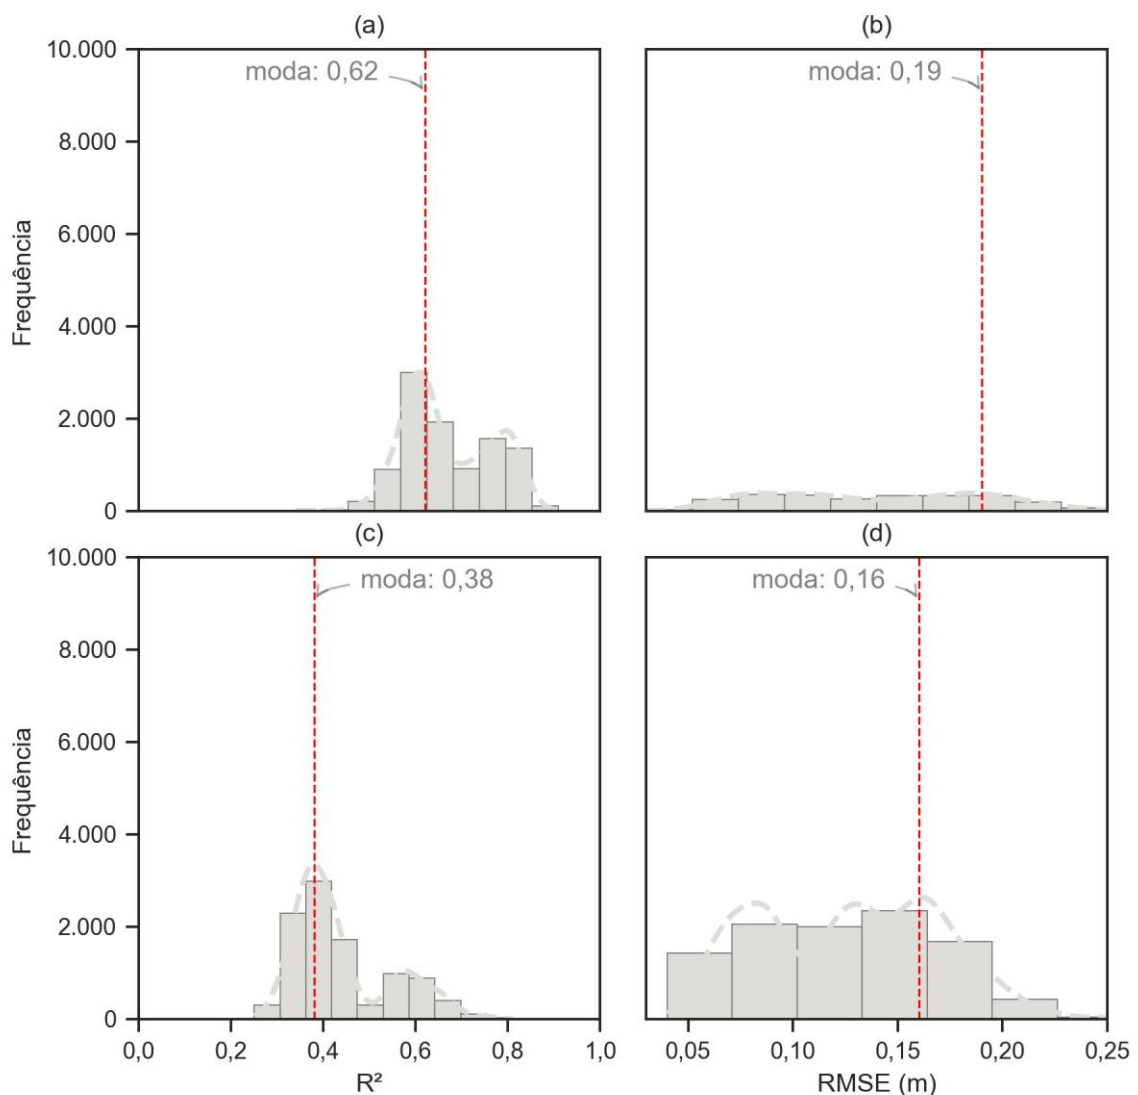 (a)
10.000
8.000
6.000
4.000
2.000
0
Frequência
moda: 0,62
(b)
moda: 0,19
(c)
10.000
8.000
6.000
4.000
2.000
0
Frequência
moda: 0,38
0,0
0,2
0,4
0,6
0,8
1,0
R²
(d)
moda: 0,16
0,05
0,10
0,15
0,20
0,25
RMSE (m)